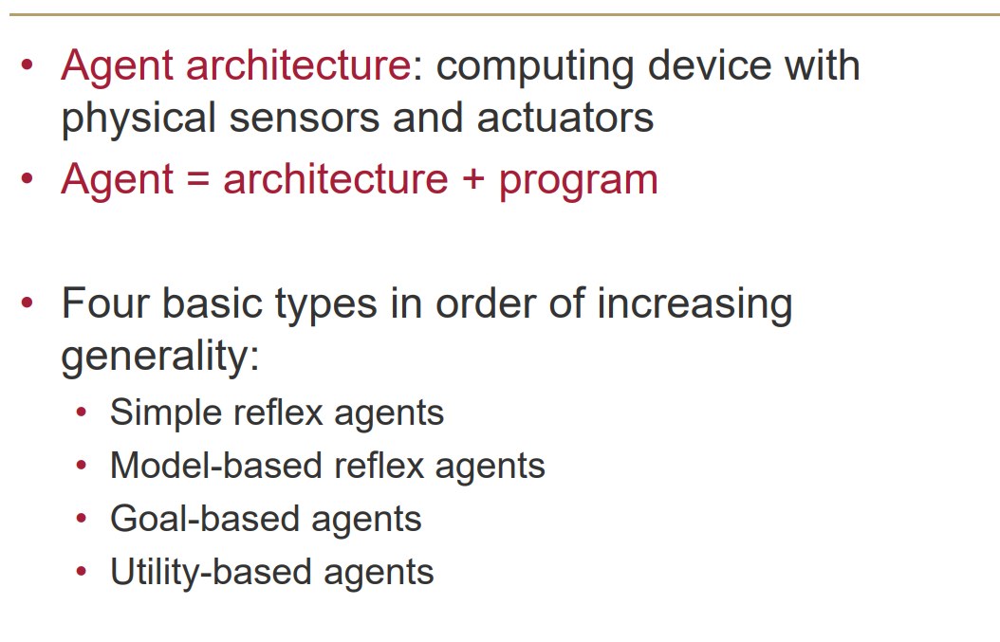 • Agent architecture: computing device with
physical sensors and actuators
• Agent = architecture + program
• Four basic types in order of increasing
generality:
• Simple reflex agents
• Model-based reflex agents
• Goal-based agents
• Utility-based agents